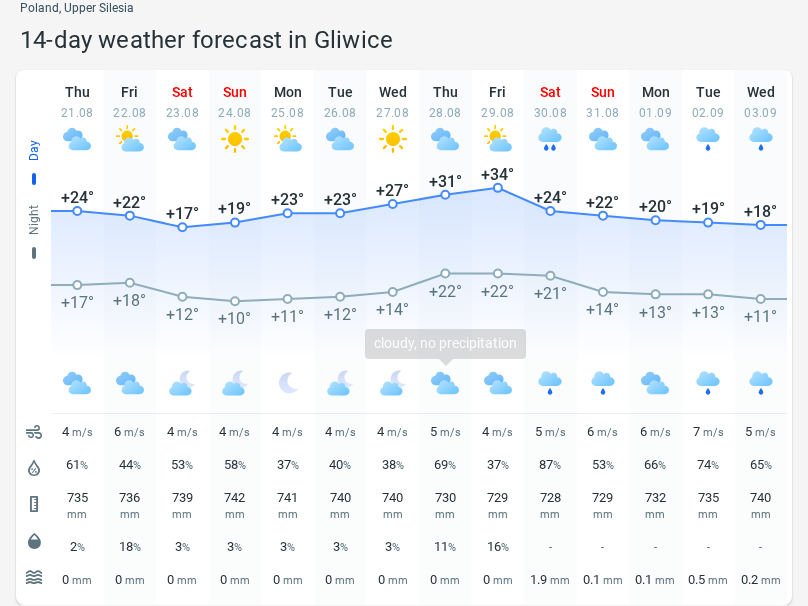 Poland, Upper Silesia
14-day weather forecast in Gliwice
Thu Fri Sat Sun Mon Tue Wed Thu Fri Sat Sun Mon Tue Wed
21.08 22.08 23.08 24.08 25.08 26.08 27.08 28.08 29.08 30.08 31.08 01.09 02.09 03.09
Day
+24° +22° +17° +19° +23° +23° +27° +31° +34° +24° +22° +20° +19° +18°
Night
+17° +18° +12° +10° +11° +12° +14° +22° +22° +21° +14° +13° +13° +11°
cloudy, no precipitation
4 m/s 6 m/s 4 m/s 4 m/s 4 m/s 4 m/s 4 m/s 5 m/s 4 m/s 5 m/s 6 m/s 6 m/s 7 m/s 5 m/s
61% 44% 53% 58% 37% 40% 38% 69% 37% 87% 53% 66% 74% 65%
735 736 739 742 741 740 740 730 729 728 729 732 735 740
mm mm mm mm mm mm mm mm mm mm mm mm mm mm
2% 18% 3% 3% 3% 3% 3% 11% 16% - - - - -
0 mm 0 mm 0 mm 0 mm 0 mm 0 mm 0 mm 0 mm 0 mm 1.9 mm 0.1 mm 0.1 mm 0.5 mm 0.2 mm